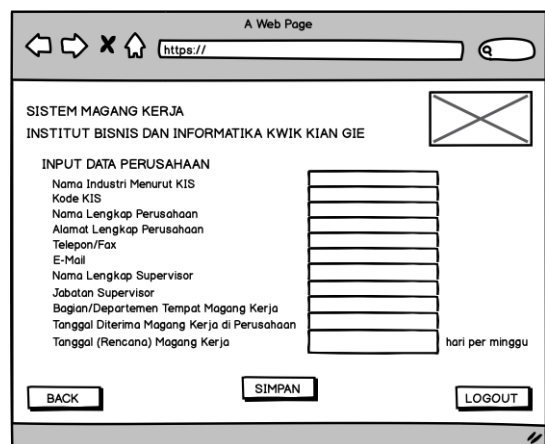 A Web Page
https://
SISTEM MAGANG KERJA
INSTITUT BISNIS DAN INFORMATIKA KWIK KIAN GIE
INPUT DATA PERUSAHAAN
Nama Industri Menurut KIS
Kode KIS
Nama Lengkap Perusahaan
Alamat Lengkap Perusahaan
Telepon/Fax
E-Mail
Nama Lengkap Supervisor
Jabatan Supervisor
Bagian/Departemen Tempat Magang Kerja
Tanggal Diterima Magang Kerja di Perusahaan
Tanggal (Rencana) Magang Kerja hari per minggu
BACK SIMPAN LOGOUT